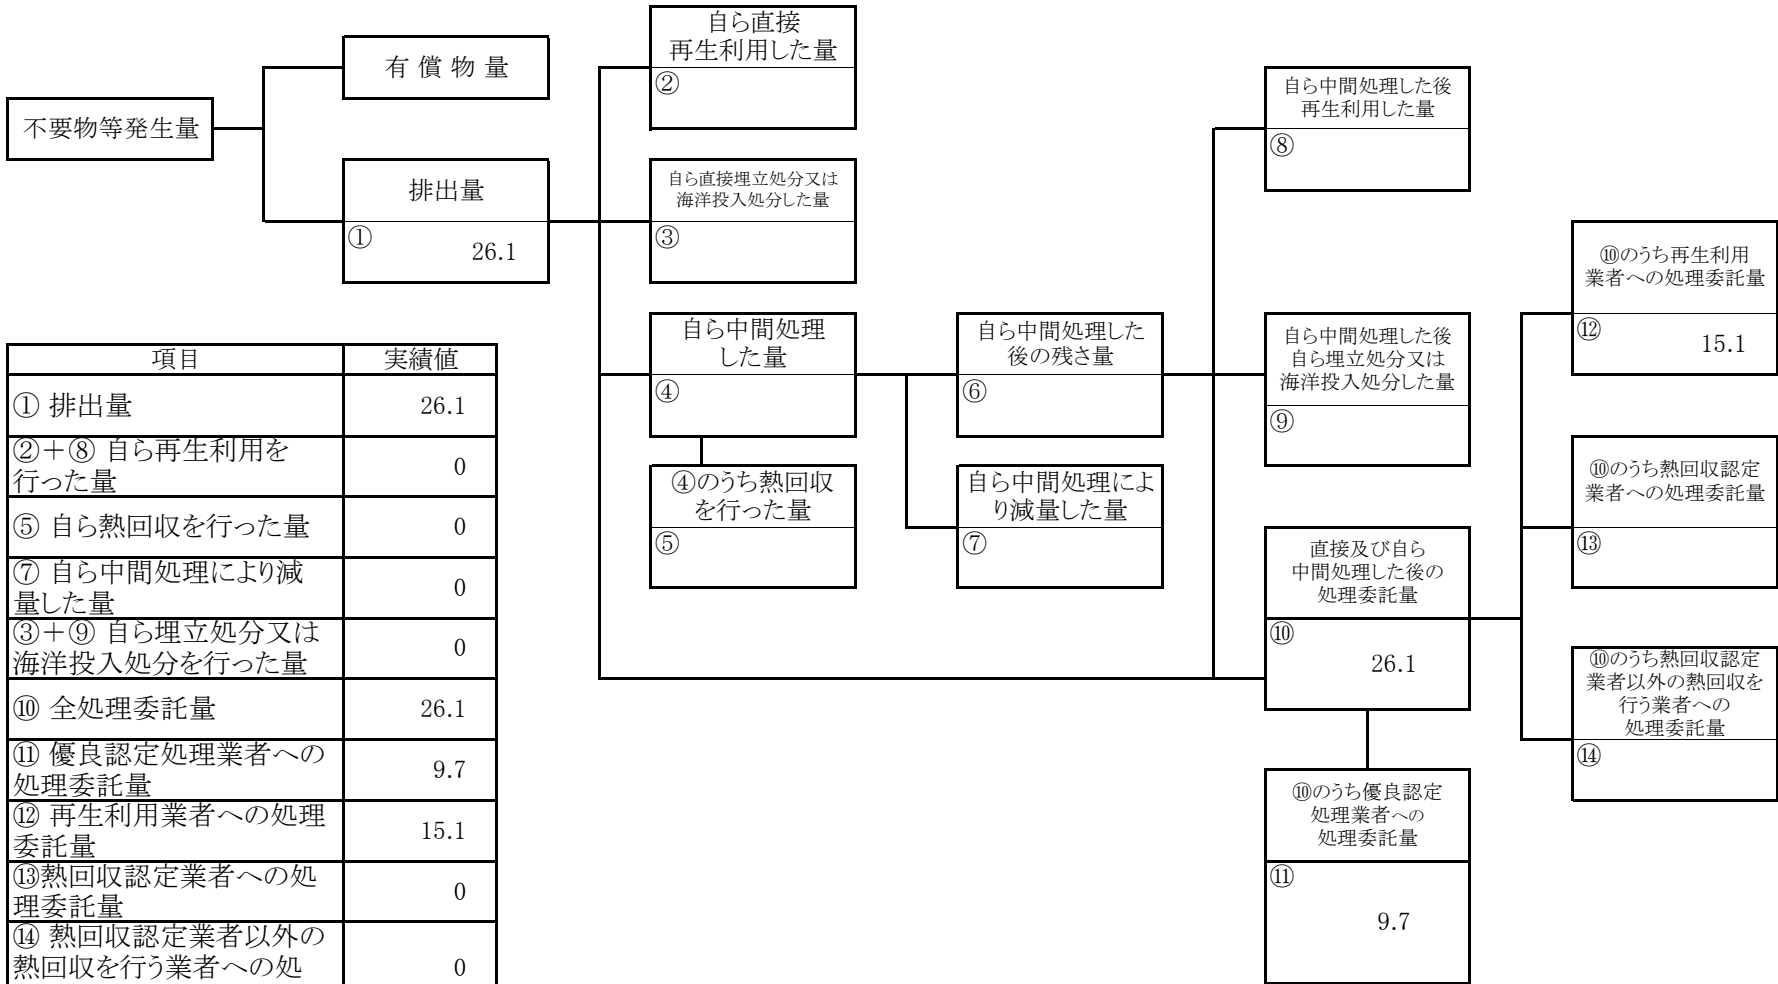 不要物等発生量
有 償 物 量
排出量
①
26.1
自ら直接
再生利用した量
②
自ら直接埋立処分又は
海洋投入処分した量
③
自ら中間処理
した量
④
④のうち熱回収
を行った量
⑤
自ら中間処理した
後の残さ量
⑥
自ら中間処理によ
り減量した量
⑦
自ら中間処理した後
再生利用した量
⑧
自ら中間処理した後
自ら埋立処分又は
海洋投入処分した量
⑨
直接及び自ら
中間処理した後の
処理委託量
⑩
26.1
⑩のうち優良認定
処理業者への
処理委託量
⑪
9.7
⑩のうち再生利用
業者への処理委託量
⑫
15.1
⑩のうち熱回収認定
業者への処理委託量
⑬
⑩のうち熱回収認定
業者以外の熱回収を
行う業者への
処理委託量
⑭
項目 実績値
① 排出量 26.1
②＋⑧ 自ら再生利用を
行った量 0
⑤ 自ら熱回収を行った量 0
⑦ 自ら中間処理により減
量した量 0
③＋⑨ 自ら埋立処分又は
海洋投入処分を行った量 0
⑩ 全処理委託量 26.1
⑪ 優良認定処理業者への
処理委託量 9.7
⑫ 再生利用業者への処理
委託量 15.1
⑬熱回収認定業者への処
理委託量 0
⑭ 熱回収認定業者以外の
熱回収を行う業者への処 0